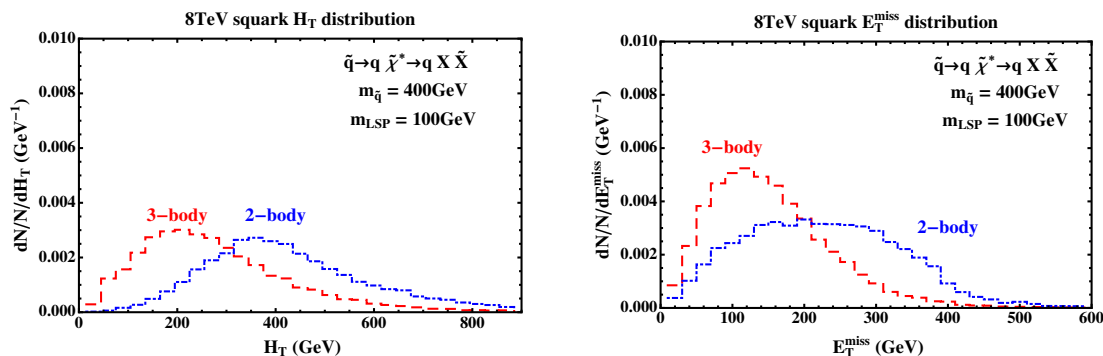 8TeV squark H_T distribution
0.010
0.008
0.006
0.004
0.002
0.000
dN/N/dH_T (GeV⁻¹)
q̃→q χ̃*→q X X̃
m_q̃ = 400GeV
m_LSP = 100GeV
3−body
2−body
0 200 400 600 800
H_T (GeV)
8TeV squark E_T^miss distribution
0.010
0.008
0.006
0.004
0.002
0.000
dN/N/dE_T^miss (GeV⁻¹)
q̃→q χ̃*→q X X̃
m_q̃ = 400GeV
m_LSP = 100GeV
3−body
2−body
0 100 200 300 400 500 600
E_T^miss (GeV)